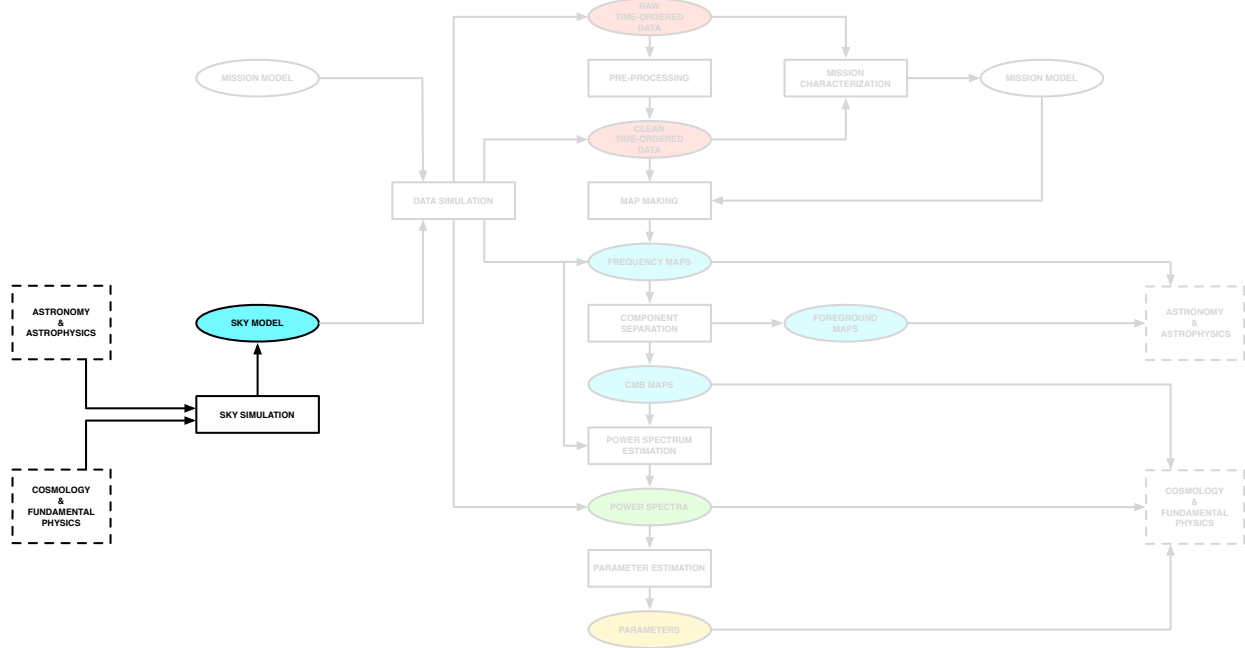 RAW
TIME-ORDERED
DATA
MISSION MODEL
PRE-PROCESSING
MISSION
CHARACTERIZATION
MISSION MODEL
CLEAN
TIME-ORDERED
DATA
DATA SIMULATION
MAP MAKING
FREQUENCY MAPS
ASTRONOMY
&
ASTROPHYSICS
SKY MODEL
COMPONENT
SEPARATION
FOREGROUND
MAPS
ASTRONOMY
&
ASTROPHYSICS
CMB MAPS
SKY SIMULATION
POWER SPECTRUM
ESTIMATION
COSMOLOGY
&
FUNDAMENTAL
PHYSICS
POWER SPECTRA
COSMOLOGY
&
FUNDAMENTAL
PHYSICS
PARAMETER ESTIMATION
PARAMETERS